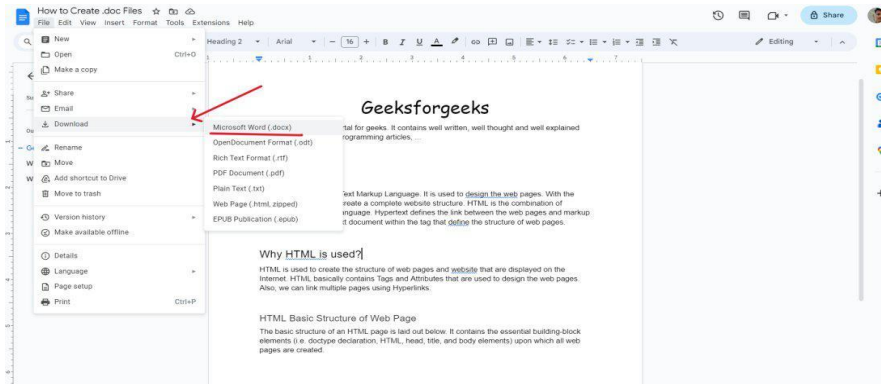 How to Create .doc Files
File Edit View Insert Format Tools Extensions Help
Share
Heading 2 Arial 16 B I U A Editing
1 2 3 4 5 6 7
New
Open Ctrl+O
Make a copy
Share
Email
Download
Rename
Move
Add shortcut to Drive
Move to trash
Version history
Make available offline
Details
Language
Page setup
Print Ctrl+P
Microsoft Word (.docx)
OpenDocument Format (.odt)
Rich Text Format (.rtf)
PDF Document (.pdf)
Plain Text (.txt)
Web Page (.html, zipped)
EPUB Publication (.epub)
Geeksforgeeks
tal for geeks. It contains well written, well thought and well explained
rogramming articles, ...
Text Markup Language. It is used to design the web pages. With the
create a complete website structure. HTML is the combination of
anguage. Hypertext defines the link between the web pages and markup
xt document within the tag that define the structure of web pages.
Why HTML is used?
HTML is used to create the structure of web pages and website that are displayed on the
Internet. HTML basically contains Tags and Attributes that are used to design the web pages.
Also, we can link multiple pages using Hyperlinks.
HTML Basic Structure of Web Page
The basic structure of an HTML page is laid out below. It contains the essential building-block
elements (i.e. doctype declaration, HTML, head, title, and body elements) upon which all web
pages are created.